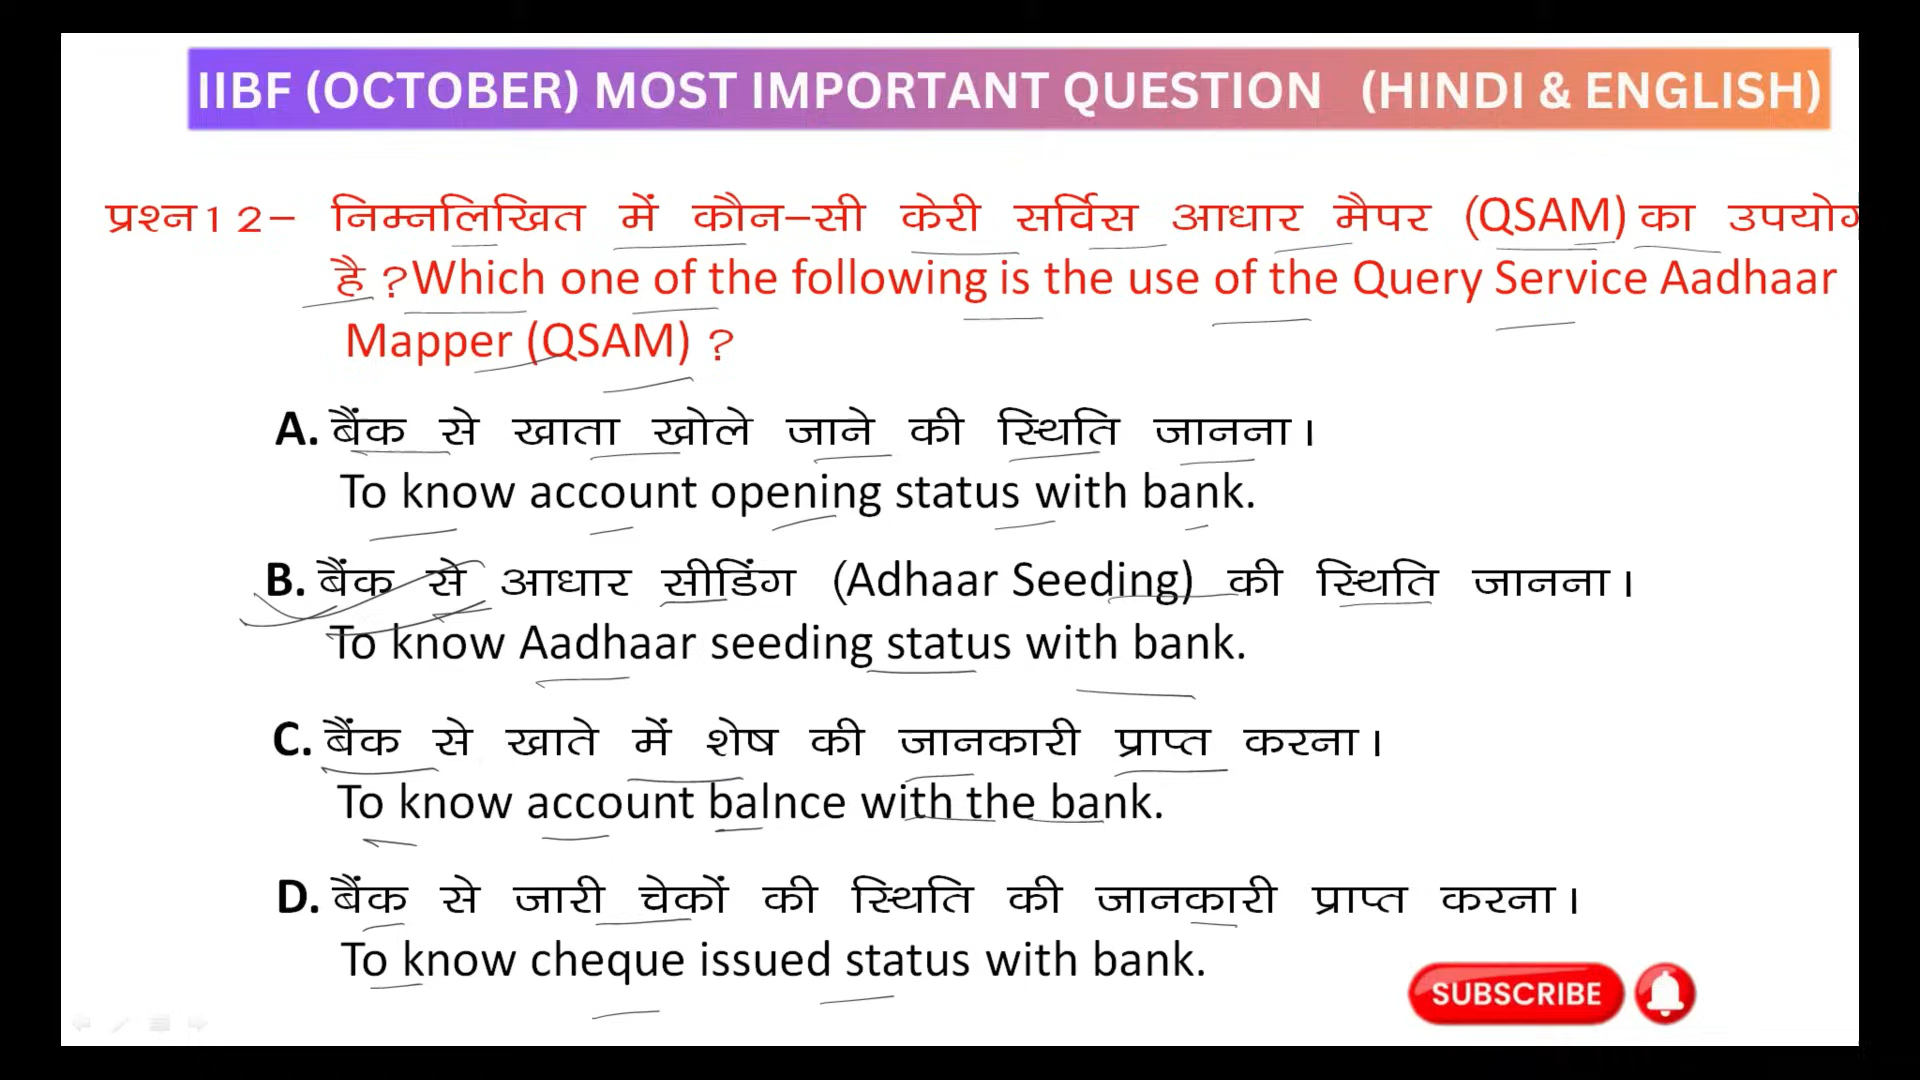 IIBF (OCTOBER) MOST IMPORTANT QUESTION (HINDI & ENGLISH)
प्रश्न12– निम्नलिखित में कौन–सी केरी सर्विस आधार मैपर (QSAM) का उपयोग
है ?Which one of the following is the use of the Query Service Aadhaar
Mapper (QSAM) ?
A. बैंक से खाता खोले जाने की स्थिति जानना।
To know account opening status with bank.
B. बैंक से आधार सीडिंग (Adhaar Seeding) की स्थिति जानना।
To know Aadhaar seeding status with bank.
C. बैंक से खाते में शेष की जानकारी प्राप्त करना।
To know account balnce with the bank.
D. बैंक से जारी चेकों की स्थिति की जानकारी प्राप्त करना।
To know cheque issued status with bank.
SUBSCRIBE